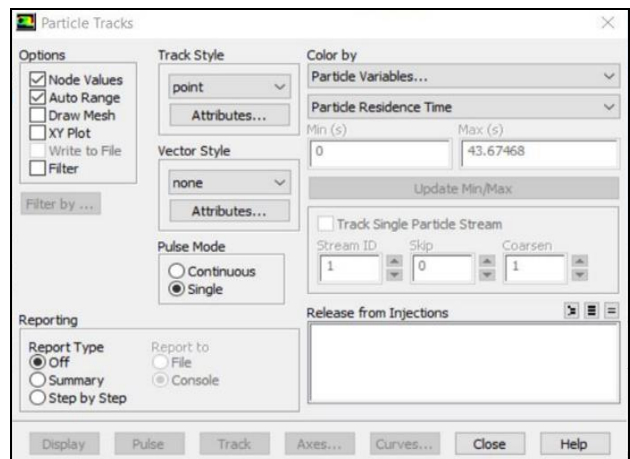 Particle Tracks
Options
Node Values
Auto Range
Draw Mesh
XY Plot
Write to File
Filter
Filter by ...
Track Style
point
Attributes...
Vector Style
none
Attributes...
Pulse Mode
Continuous
Single
Color by
Particle Variables...
Particle Residence Time
Min (s)
Max (s)
0
43.67468
Update Min/Max
Track Single Particle Stream
Stream ID
Skip
Coarsen
1
0
1
Reporting
Report Type
Off
Summary
Step by Step
Report to
File
Console
Release from Injections
Display
Pulse
Track
Axes...
Curves...
Close
Help